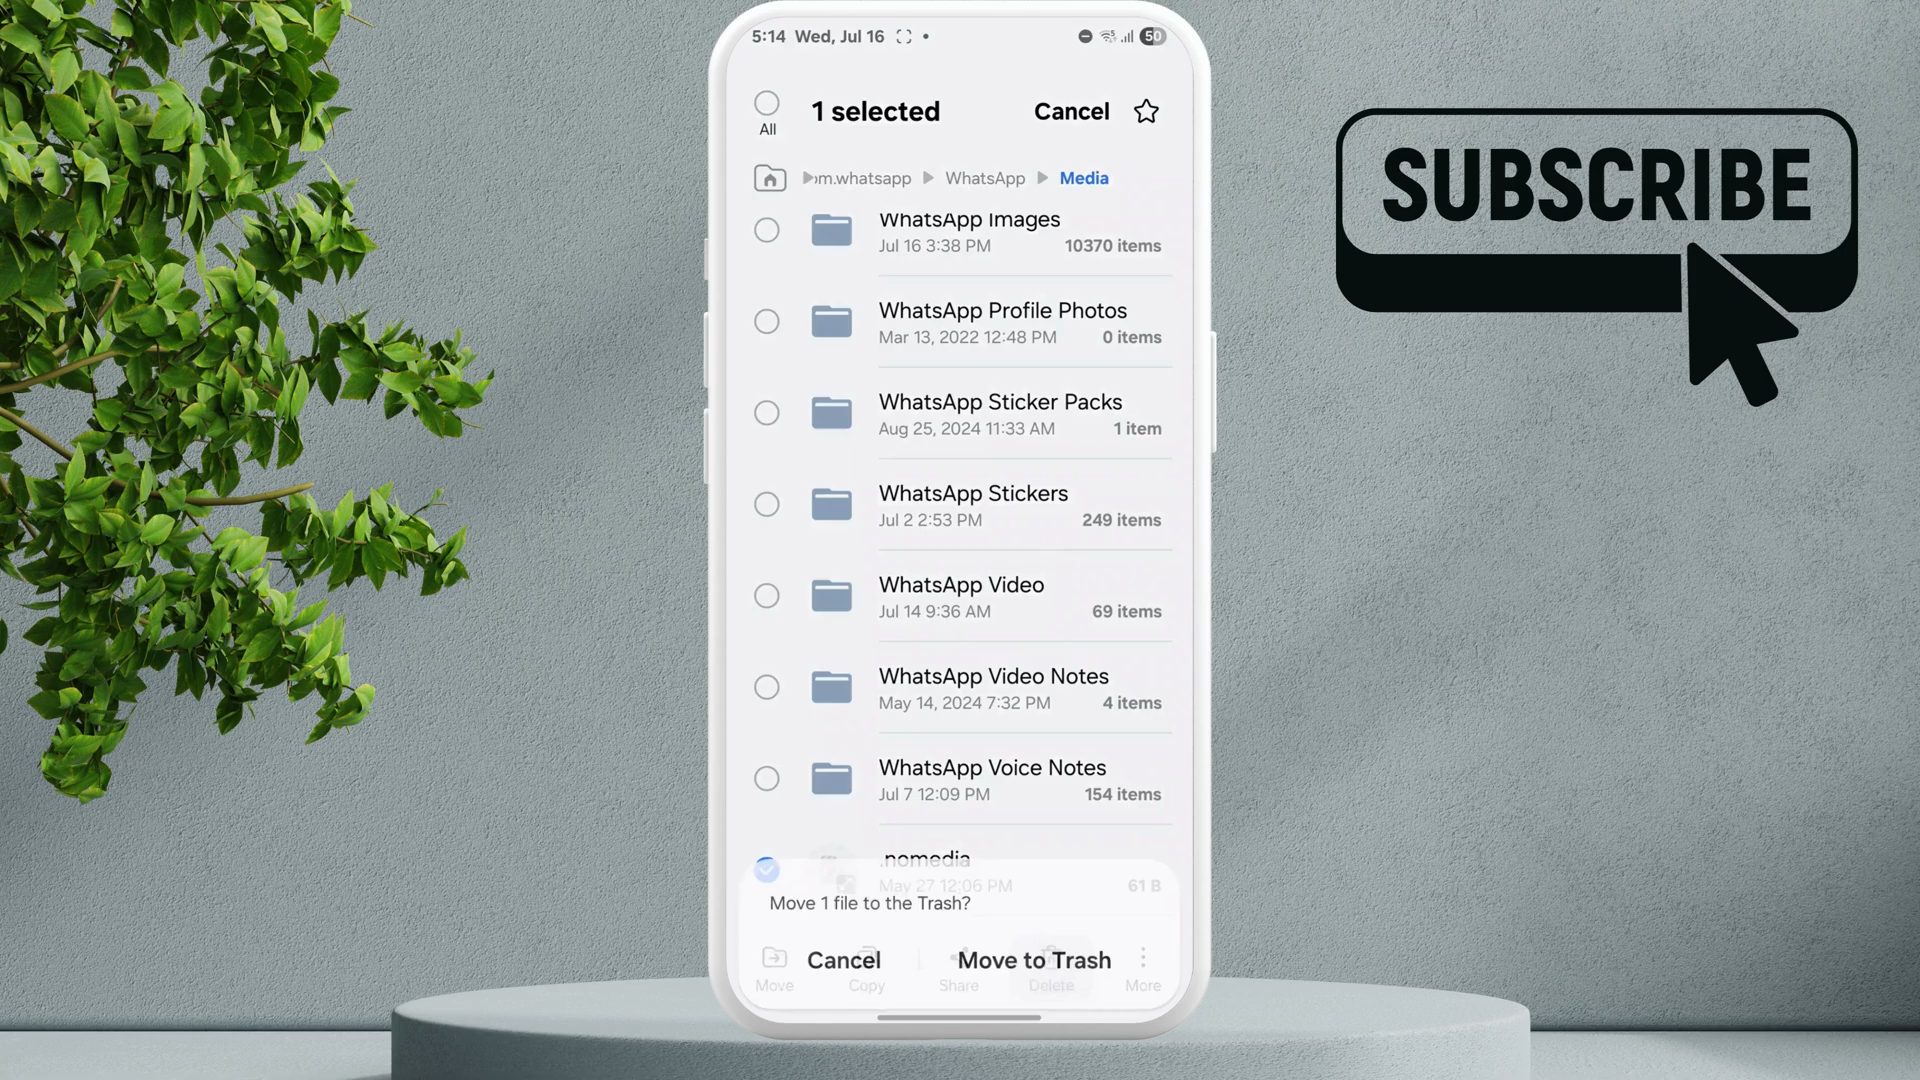 5:14 Wed, Jul 16
50
All
1 selected
Cancel
m.whatsapp
WhatsApp
Media
WhatsApp Images
Jul 16 3:38 PM
10370 items
WhatsApp Profile Photos
Mar 13, 2022 12:48 PM
0 items
WhatsApp Sticker Packs
Aug 25, 2024 11:33 AM
1 item
WhatsApp Stickers
Jul 2 2:53 PM
249 items
WhatsApp Video
Jul 14 9:36 AM
69 items
WhatsApp Video Notes
May 14, 2024 7:32 PM
4 items
WhatsApp Voice Notes
Jul 7 12:09 PM
154 items
.nomedia
May 27 12:06 PM
61 B
Move 1 file to the Trash?
Cancel
Move to Trash
Move
Copy
Share
Delete
More
SUBSCRIBE